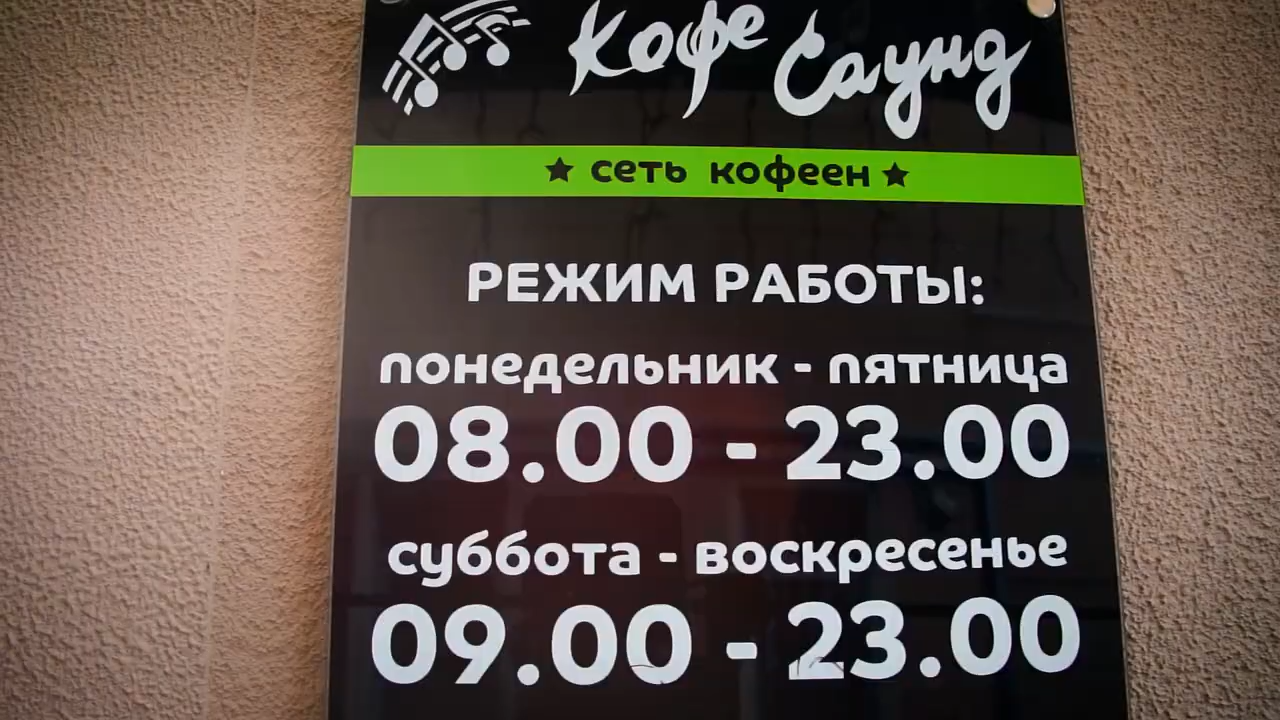 Кофе Саунд
★ сеть кофеен ★
РЕЖИМ РАБОТЫ:
понедельник - пятница
08.00 - 23.00
суббота - воскресенье
09.00 - 23.00